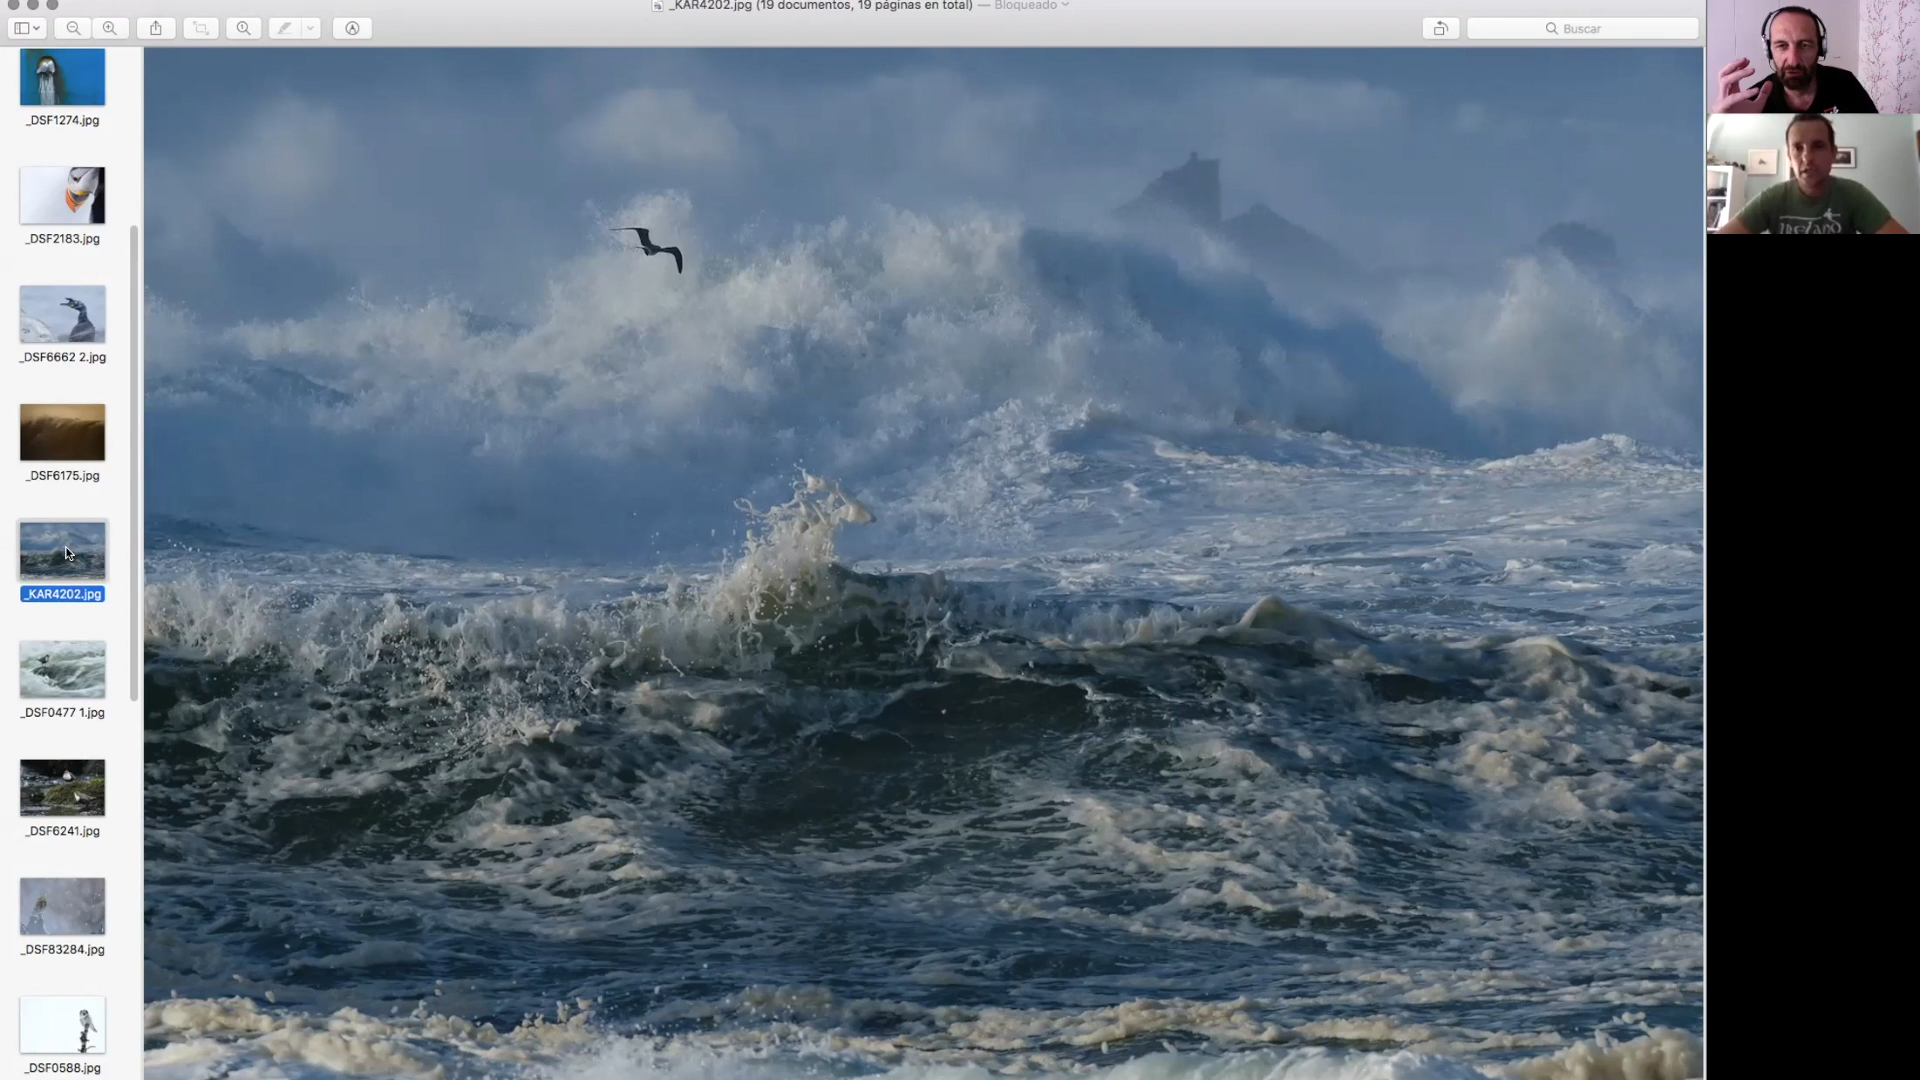 _KAR4202.jpg (19 documentos, 19 páginas en total) — Bloqueado
Buscar
_DSF1274.jpg
_DSF2183.jpg
_DSF6662 2.jpg
_DSF6175.jpg
_KAR4202.jpg
_DSF0477 1.jpg
_DSF6241.jpg
_DSF83284.jpg
_DSF0588.jpg